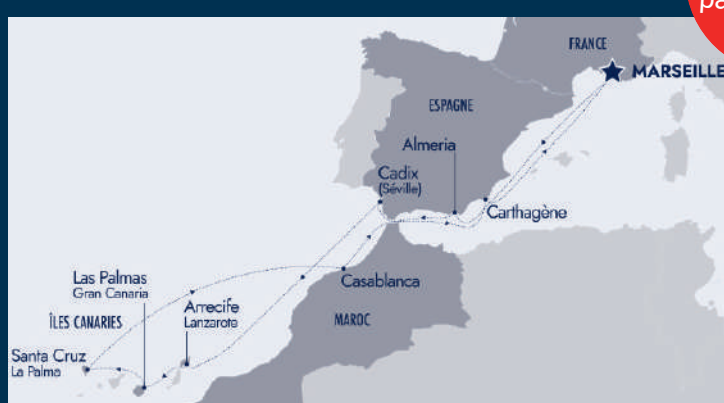 pa
FRANCE
MARSEILLE
ESPAGNE
Almeria
Cadix
(Séville)
Carthagène
Las Palmas
Gran Canaria
Casablanca
Arrecife
Lanzarote
ÎLES CANARIES
MAROC
Santa Cruz
La Palma